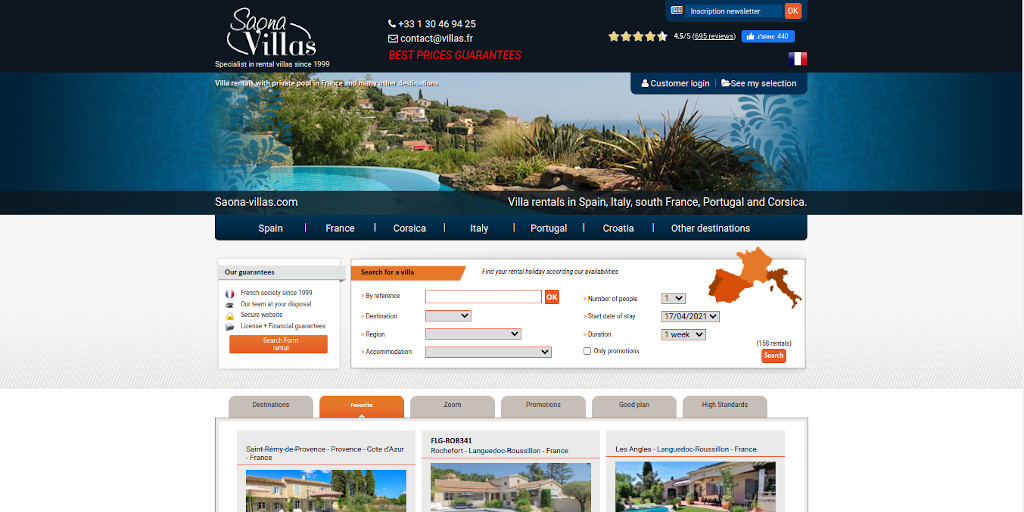 Saona
Villas
Specialist in rental villas since 1999
+33 1 30 46 94 25
contact@villas.fr
BEST PRICES GUARANTEES
Inscription newsletter
OK
4.5/5 (695 reviews)
J'aime 440
Villa rentals with private pool in France and many other destinations
Customer login
See my selection
Saona-villas.com
Villa rentals in Spain, Italy, south France, Portugal and Corsica.
Spain | France | Corsica | Italy | Portugal | Croatia | Other destinations
Our guarantees
French society since 1999
Our team at your disposal
Secure website
License + Financial guarantees
Search Form
rental
Search for a villa
Find your rental holiday according our availabilities
> By reference
OK
> Destination
> Region
> Accommodation
> Number of people
1
> Start date of stay
17/04/2021
> Duration
1 week
Only promotions
(158 rentals)
Search
Destinations
Favorite
Zoom
Promotions
Good plan
High Standards
Saint-Rémy-de-Provence - Provence - Cote d'Azur
- France
FLG-ROB341
Rochefort - Languedoc-Roussillon - France
Les Angles - Languedoc-Roussillon - France